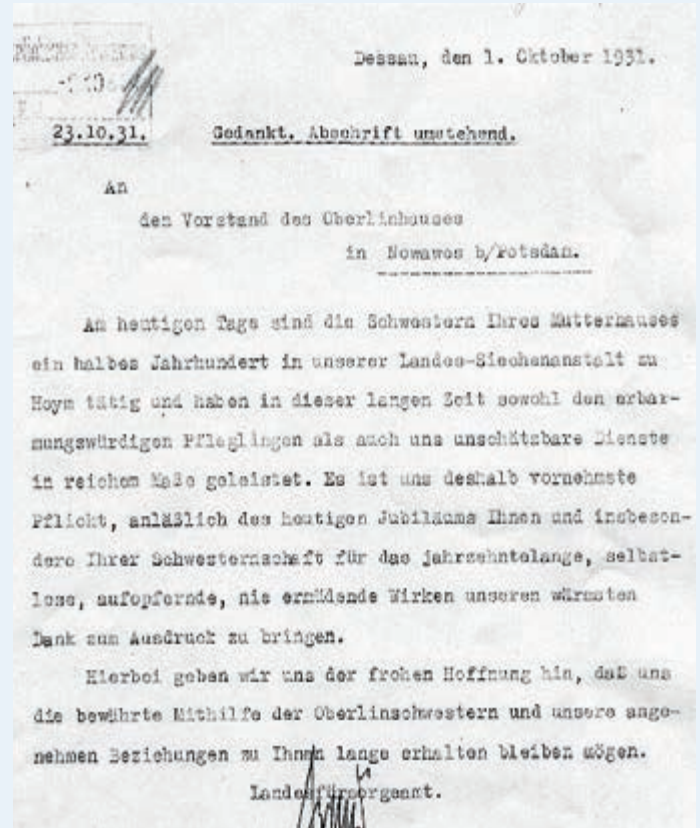 Dessau, den 1. Oktober 1931.
23.10.31. Gedankt. Abschrift umstehend.
An
den Vorstand des Oberlinhauses
in Nowawes b/Potsdam.
Am heutigen Tage sind die Schwestern Ihres Mutterhauses
ein halbes Jahrhundert in unserer Landes-Siechenanstalt zu
Hoym tätig und haben in dieser langen Zeit sowohl den erbar-
mungswürdigen Pfleglingen als auch uns unschätzbare Dienste
in reichem Maße geleistet. Es ist uns deshalb vornehmste
Pflicht, anläßlich des heutigen Jubiläums Ihnen und insbeson-
dere Ihrer Schwesternschaft für das jahrzehntelange, selbst-
lose, aufopfernde, nie ermüdende Wirken unseren wärmsten
Dank zum Ausdruck zu bringen.
Hierbei geben wir uns der frohen Hoffnung hin, daß uns
die bewährte Mithilfe der Oberlinschwestern und unsere ange-
nehmen Beziehungen zu Ihnen lange erhalten bleiben mögen.
Landesfürsorgeamt.